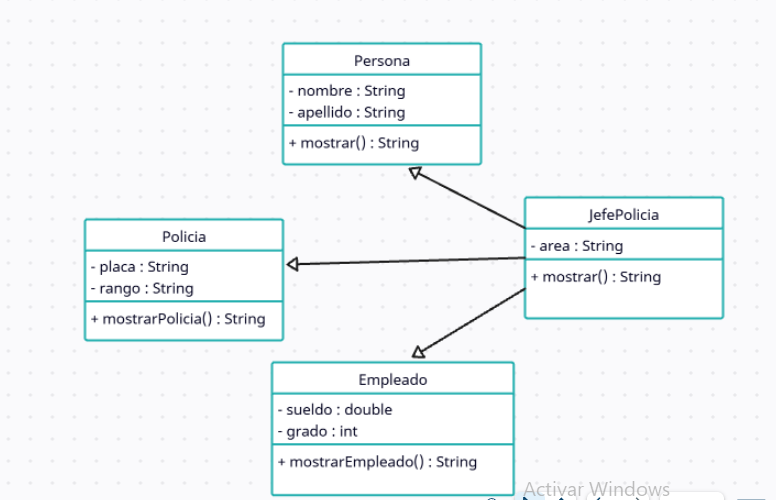 Persona
- nombre : String
- apellido : String
+ mostrar() : String
JefePolicia
- area : String
+ mostrar() : String
Policia
- placa : String
- rango : String
+ mostrarPolicia() : String
Empleado
- sueldo : double
- grado : int
+ mostrarEmpleado() : String
Activar Windows